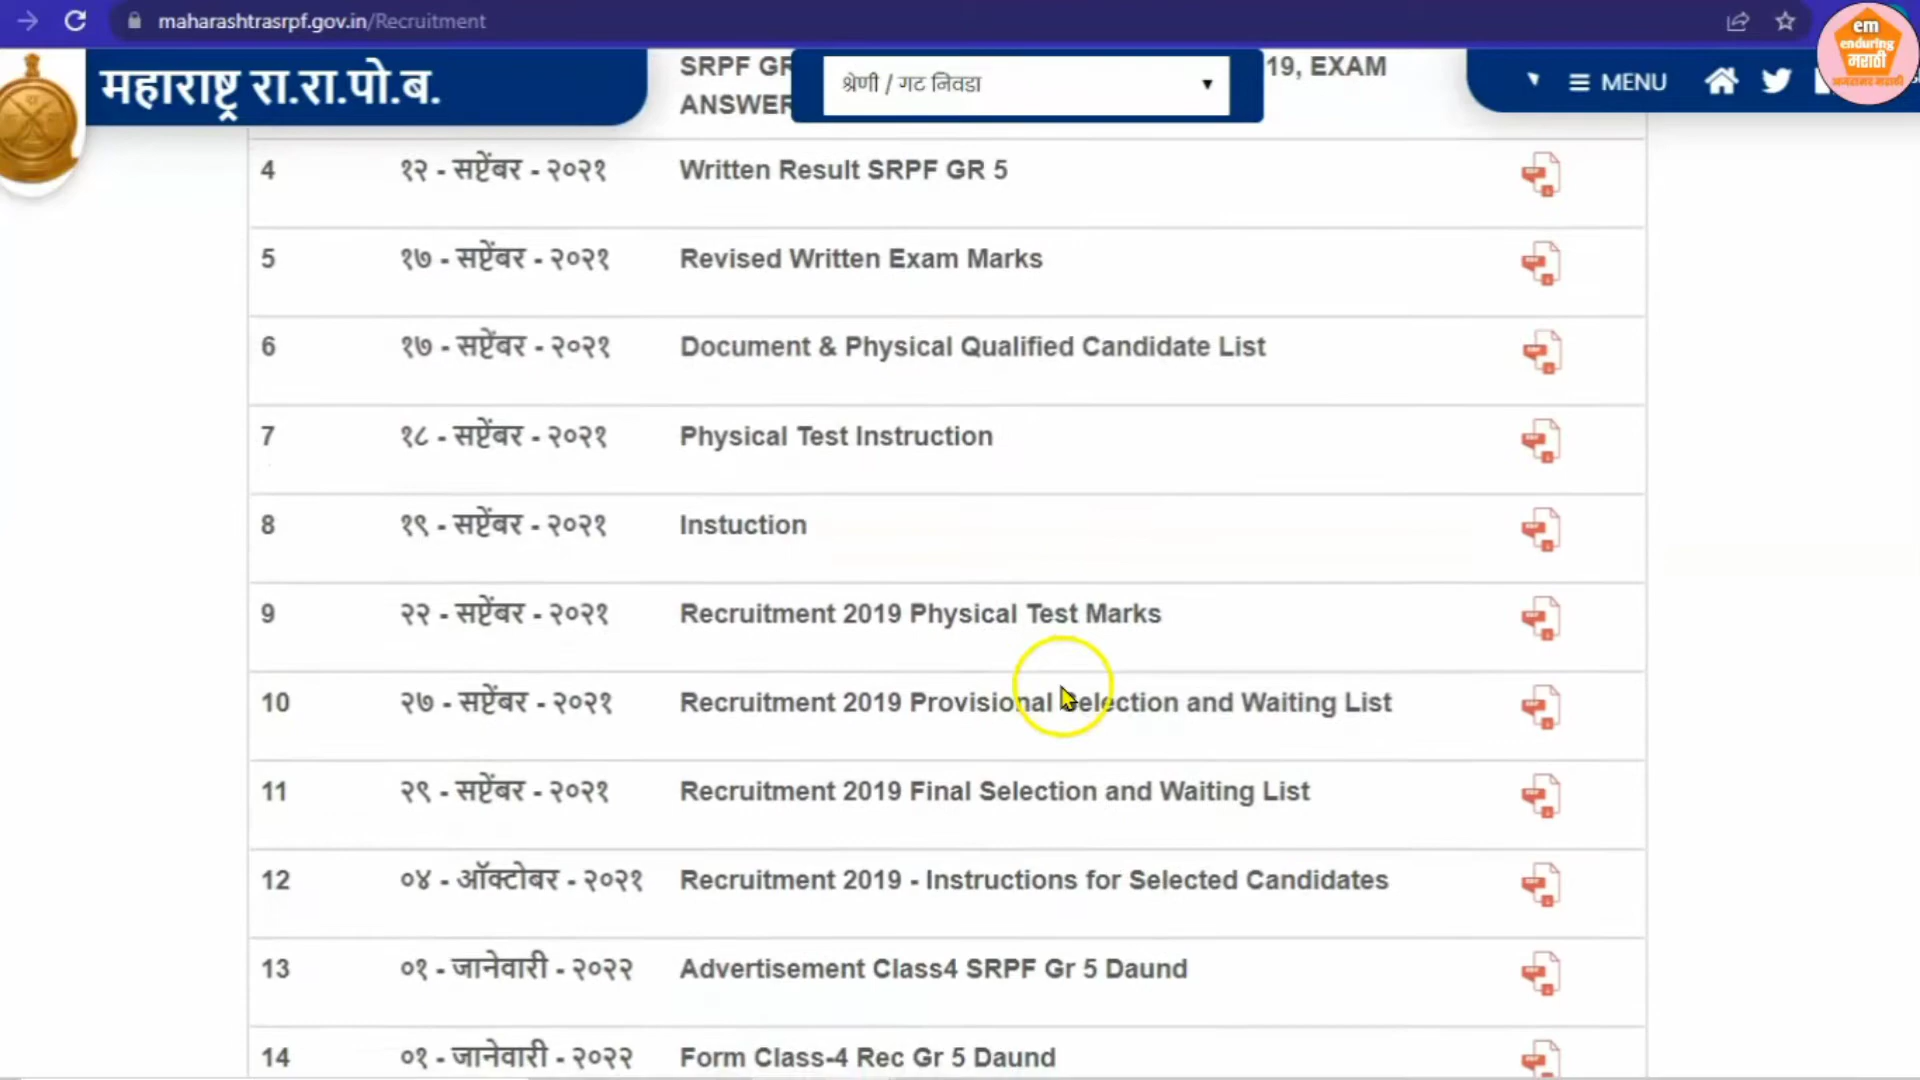 maharashtrasrpf.gov.in/Recruitment
em
enduring
मराठी
महाराष्ट्र रा.रा.पो.ब.
SRPF GR
19, EXAM
ANSWER
श्रेणी / गट निवडा
MENU
4 १२ - सप्टेंबर - २०२१ Written Result SRPF GR 5
5 १७ - सप्टेंबर - २०२१ Revised Written Exam Marks
6 १७ - सप्टेंबर - २०२१ Document & Physical Qualified Candidate List
7 १८ - सप्टेंबर - २०२१ Physical Test Instruction
8 १९ - सप्टेंबर - २०२१ Instuction
9 २२ - सप्टेंबर - २०२१ Recruitment 2019 Physical Test Marks
10 २७ - सप्टेंबर - २०२१ Recruitment 2019 Provisional Selection and Waiting List
11 २९ - सप्टेंबर - २०२१ Recruitment 2019 Final Selection and Waiting List
12 ०४ - ऑक्टोबर - २०२१ Recruitment 2019 - Instructions for Selected Candidates
13 ०१ - जानेवारी - २०२२ Advertisement Class4 SRPF Gr 5 Daund
14 ०१ - जानेवारी - २०२२ Form Class-4 Rec Gr 5 Daund